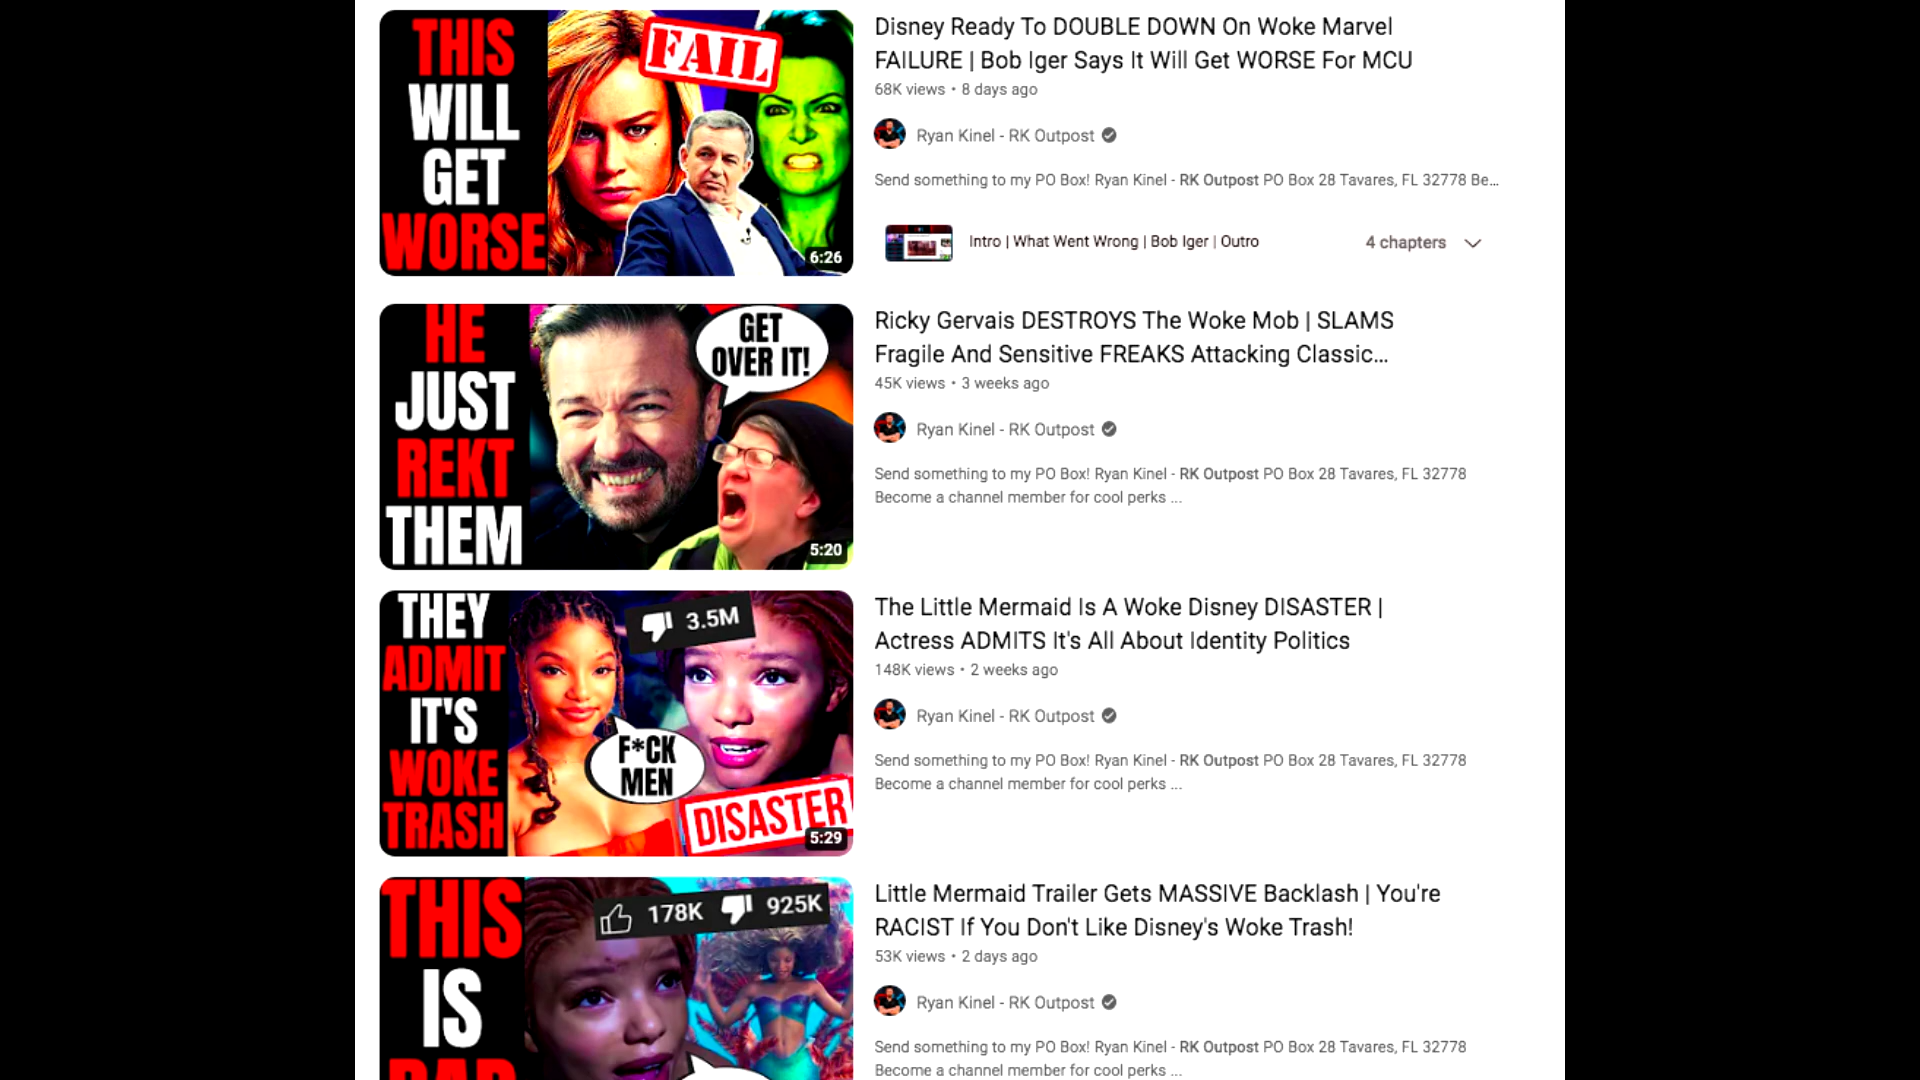 THIS
WILL
GET
WORSE
FAIL
6:26
Disney Ready To DOUBLE DOWN On Woke Marvel
FAILURE | Bob Iger Says It Will Get WORSE For MCU
68K views • 8 days ago
Ryan Kinel - RK Outpost
Send something to my PO Box! Ryan Kinel - RK Outpost PO Box 28 Tavares, FL 32778 Be...
Intro | What Went Wrong | Bob Iger | Outro
4 chapters
HE
JUST
REKT
THEM
GET
OVER IT!
5:20
Ricky Gervais DESTROYS The Woke Mob | SLAMS
Fragile And Sensitive FREAKS Attacking Classic...
45K views • 3 weeks ago
Ryan Kinel - RK Outpost
Send something to my PO Box! Ryan Kinel - RK Outpost PO Box 28 Tavares, FL 32778
Become a channel member for cool perks ...
THEY
ADMIT
IT'S
WOKE
TRASH
3.5M
F*CK
MEN
DISASTER
5:29
The Little Mermaid Is A Woke Disney DISASTER |
Actress ADMITS It's All About Identity Politics
148K views • 2 weeks ago
Ryan Kinel - RK Outpost
Send something to my PO Box! Ryan Kinel - RK Outpost PO Box 28 Tavares, FL 32778
Become a channel member for cool perks ...
THIS
IS
BAD
178K 925K
Little Mermaid Trailer Gets MASSIVE Backlash | You're
RACIST If You Don't Like Disney's Woke Trash!
53K views • 2 days ago
Ryan Kinel - RK Outpost
Send something to my PO Box! Ryan Kinel - RK Outpost PO Box 28 Tavares, FL 32778
Become a channel member for cool perks ...